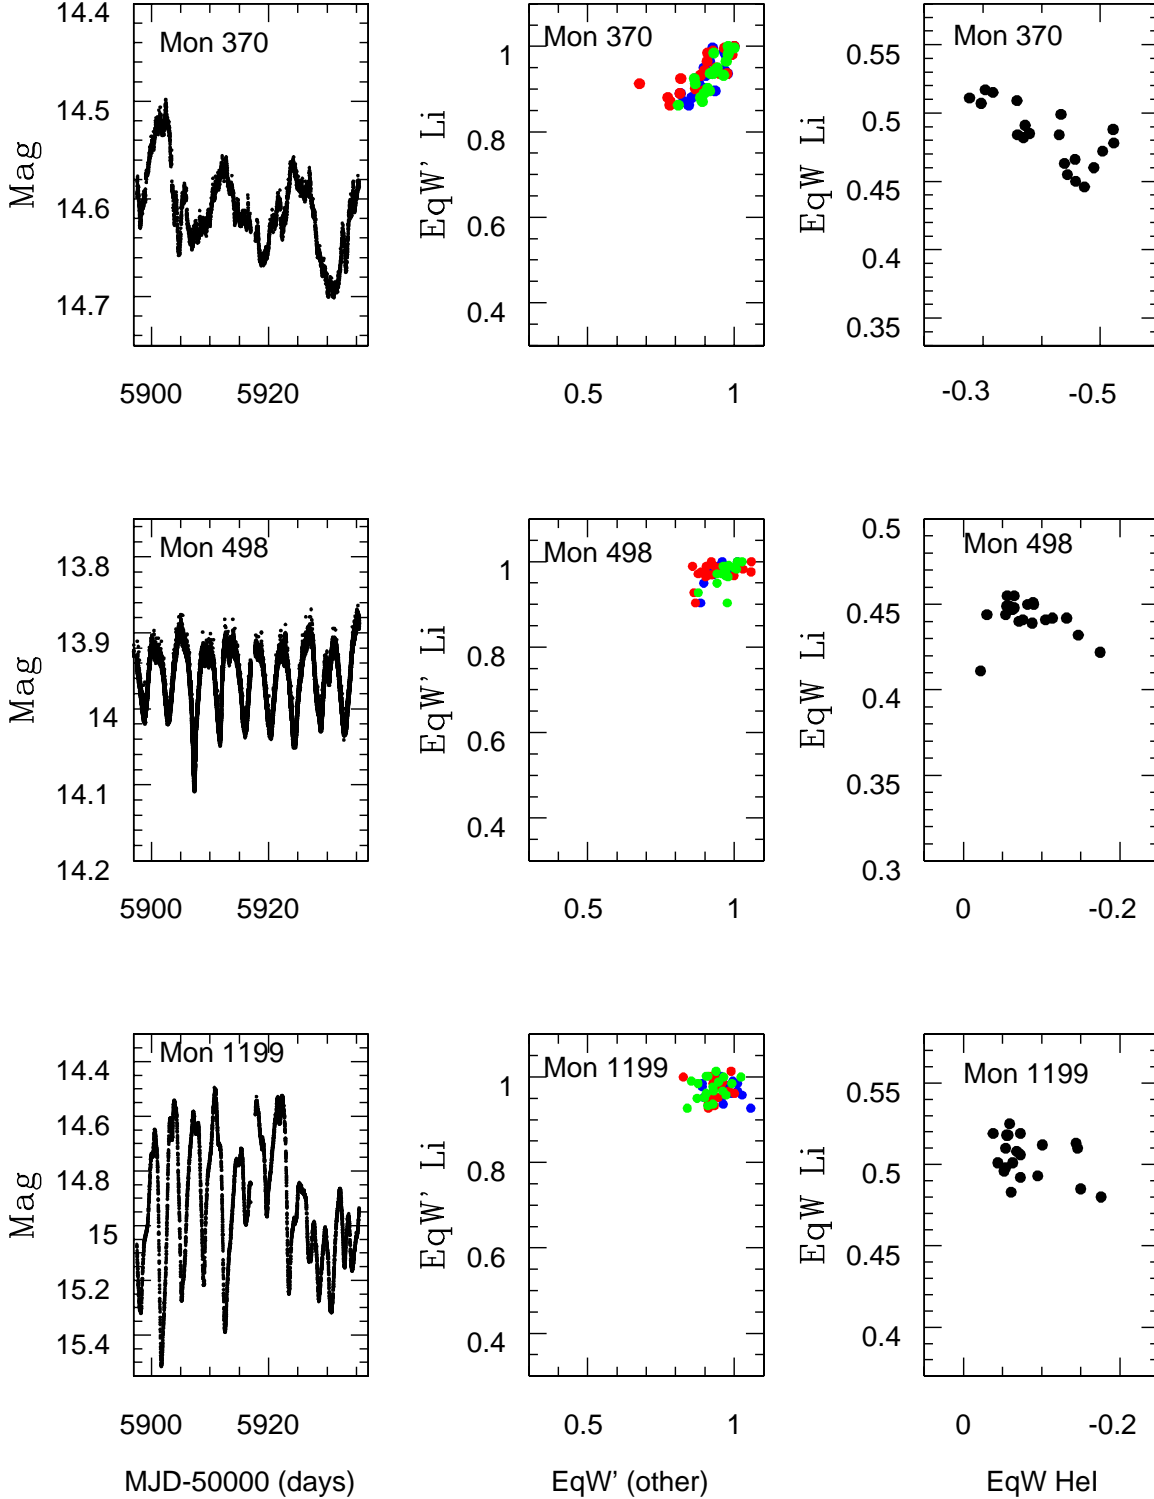 14.4
14.5
14.6
14.7
Mag
Mon 370
5900 5920
1
0.8
0.6
0.4
EqW' Li
Mon 370
0.5 1
0.55
0.5
0.45
0.4
0.35
EqW Li
Mon 370
-0.3 -0.5
13.8
13.9
14
14.1
14.2
Mag
Mon 498
5900 5920
1
0.8
0.6
0.4
EqW' Li
Mon 498
0.5 1
0.5
0.45
0.4
0.35
0.3
EqW Li
Mon 498
0 -0.2
14.4
14.6
14.8
15
15.2
15.4
Mag
Mon 1199
5900 5920
MJD-50000 (days)
1
0.8
0.6
0.4
EqW' Li
Mon 1199
0.5 1
EqW' (other)
0.55
0.5
0.45
0.4
EqW Li
Mon 1199
0 -0.2
EqW HeI